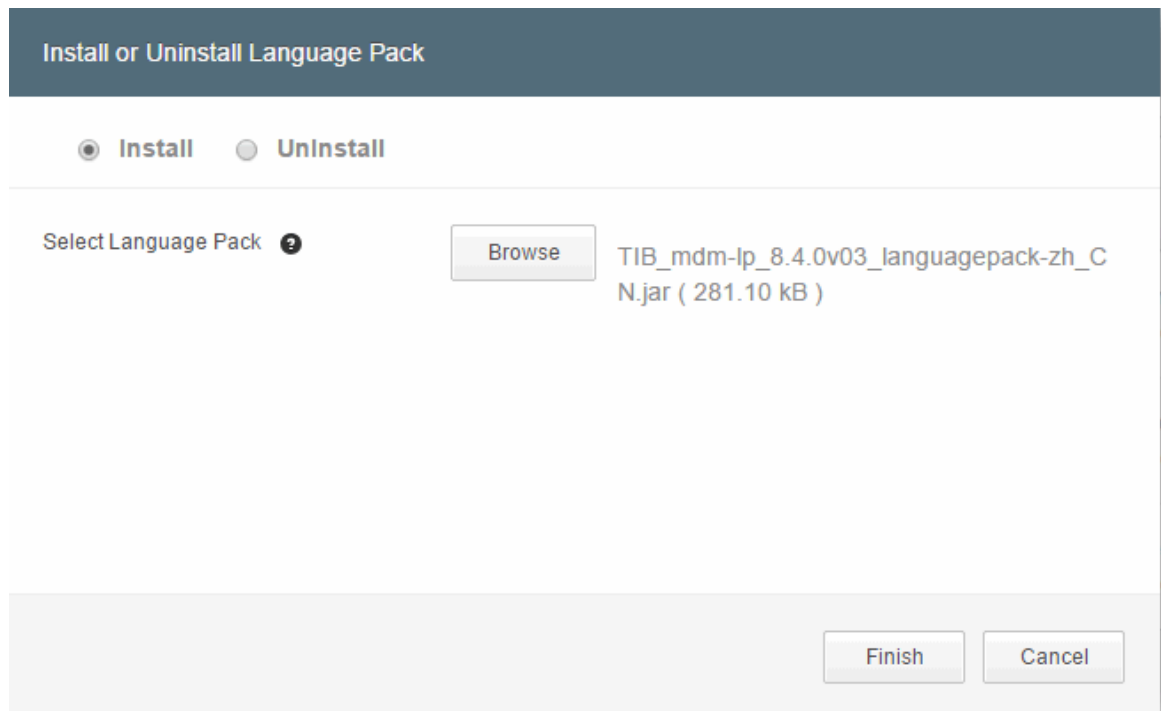 Install or Uninstall Language Pack
Install Uninstall
Select Language Pack ?
Browse
TIB_mdm-lp_8.4.0v03_languagepack-zh_C
N.jar ( 281.10 kB )
Finish Cancel